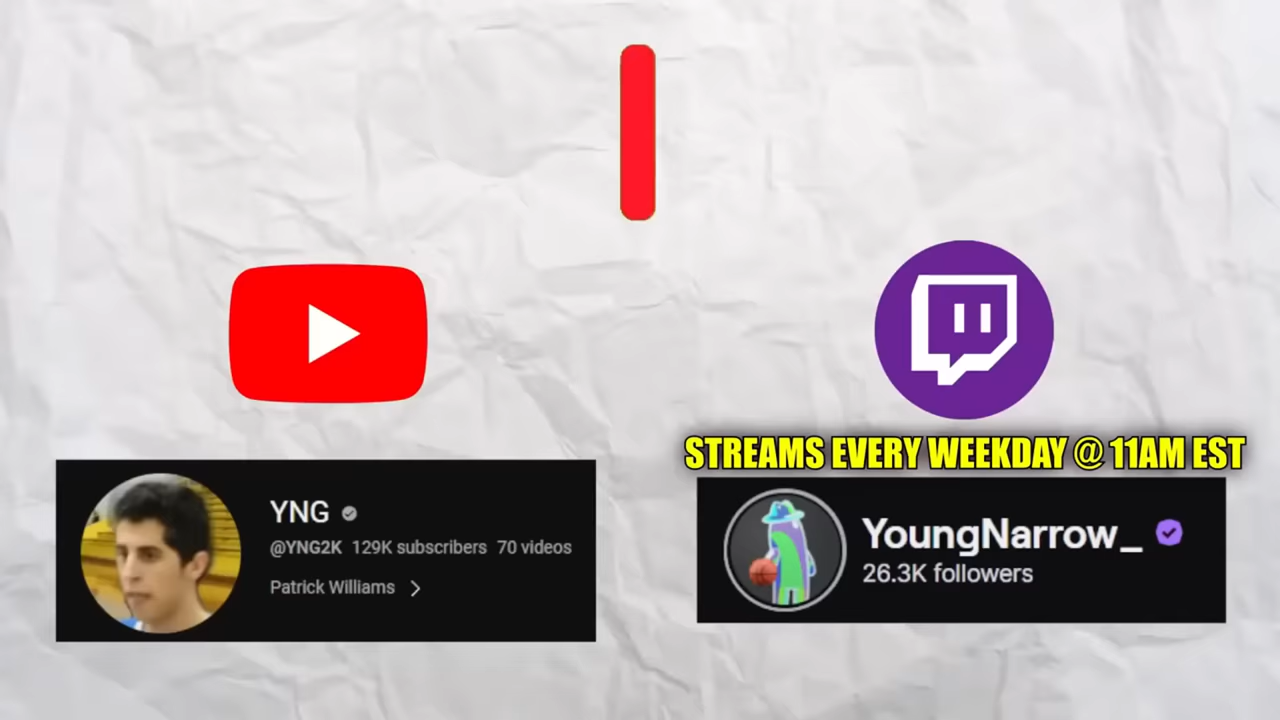 STREAMS EVERY WEEKDAY @ 11AM EST
YNG
@YNG2K 129K subscribers 70 videos
Patrick Williams >
YoungNarrow_
26.3K followers